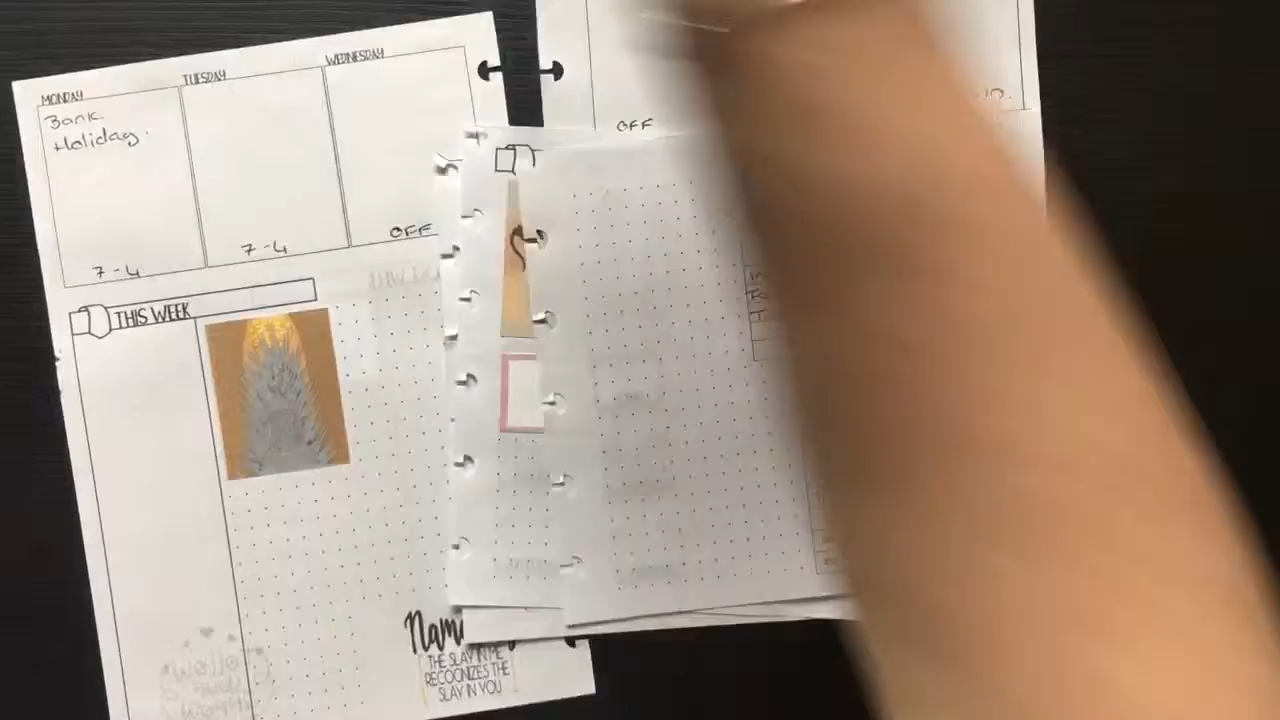 MONDAY
TUESDAY
WEDNESDAY
Bank
Holiday.
7-4
7-4
OFF
OFF
THIS WEEK
THE SLAY IN ME
RECOGNIZES THE
SLAY IN YOU